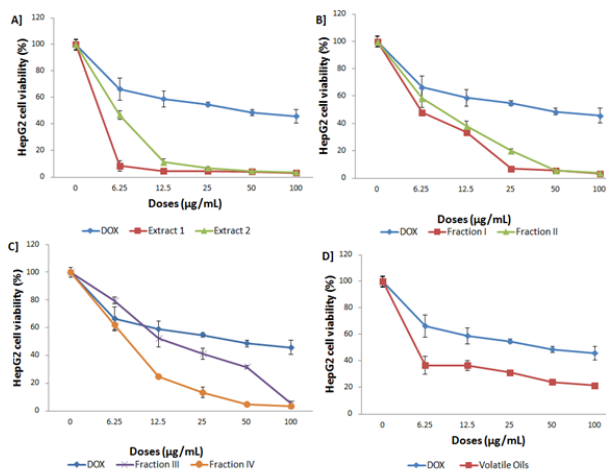 A]
HepG2 cell viability (%)
120
100
80
60
40
20
0
0 6.25 12.5 25 50 100
Doses (µg/mL)
DOX Extract 1 Extract 2
B]
HepG2 cell viability (%)
120
100
80
60
40
20
0
0 6.25 12.5 25 50 100
Doses (µg/mL)
DOX Fraction I Fraction II
C]
HepG2 cell viability (%)
120
100
80
60
40
20
0
0 6.25 12.5 25 50 100
Doses (µg/mL)
DOX Fraction III Fraction IV
D]
HepG2 cell viability (%)
120
100
80
60
40
20
0
0 6.25 12.5 25 50 100
Doses (µg/mL)
DOX Volatile Oils